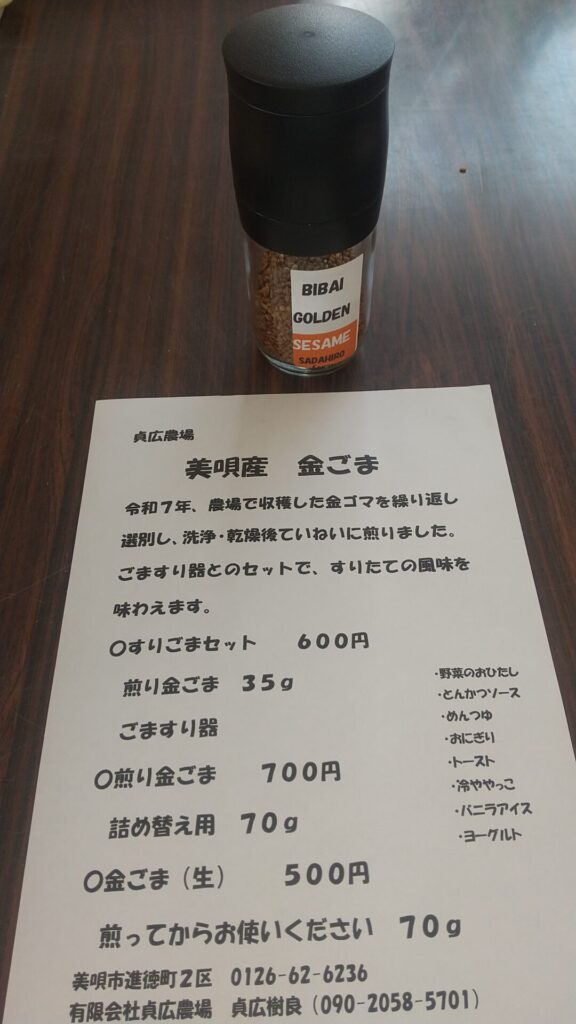 BIBAI
GOLDEN
SESAME
SADAHIRO
貞広農場
美唄産　金ごま
令和７年、農場で収穫した金ゴマを繰り返し
選別し、洗浄・乾燥後ていねいに煎りました。
ごますり器とのセットで、すりたての風味を
味わえます。
〇すりごまセット　６００円
煎り金ごま　３５ｇ
ごますり器
〇煎り金ごま　７００円
詰め替え用　７０ｇ
〇金ごま（生）　５００円
煎ってからお使いください　７０ｇ
・野菜のおひたし
・とんかつソース
・めんつゆ
・おにぎり
・トースト
・冷ややっこ
・バニラアイス
・ヨーグルト
美唄市進徳町２区　0126-62-6236
有限会社貞広農場　貞広樹良（090-2058-5701）